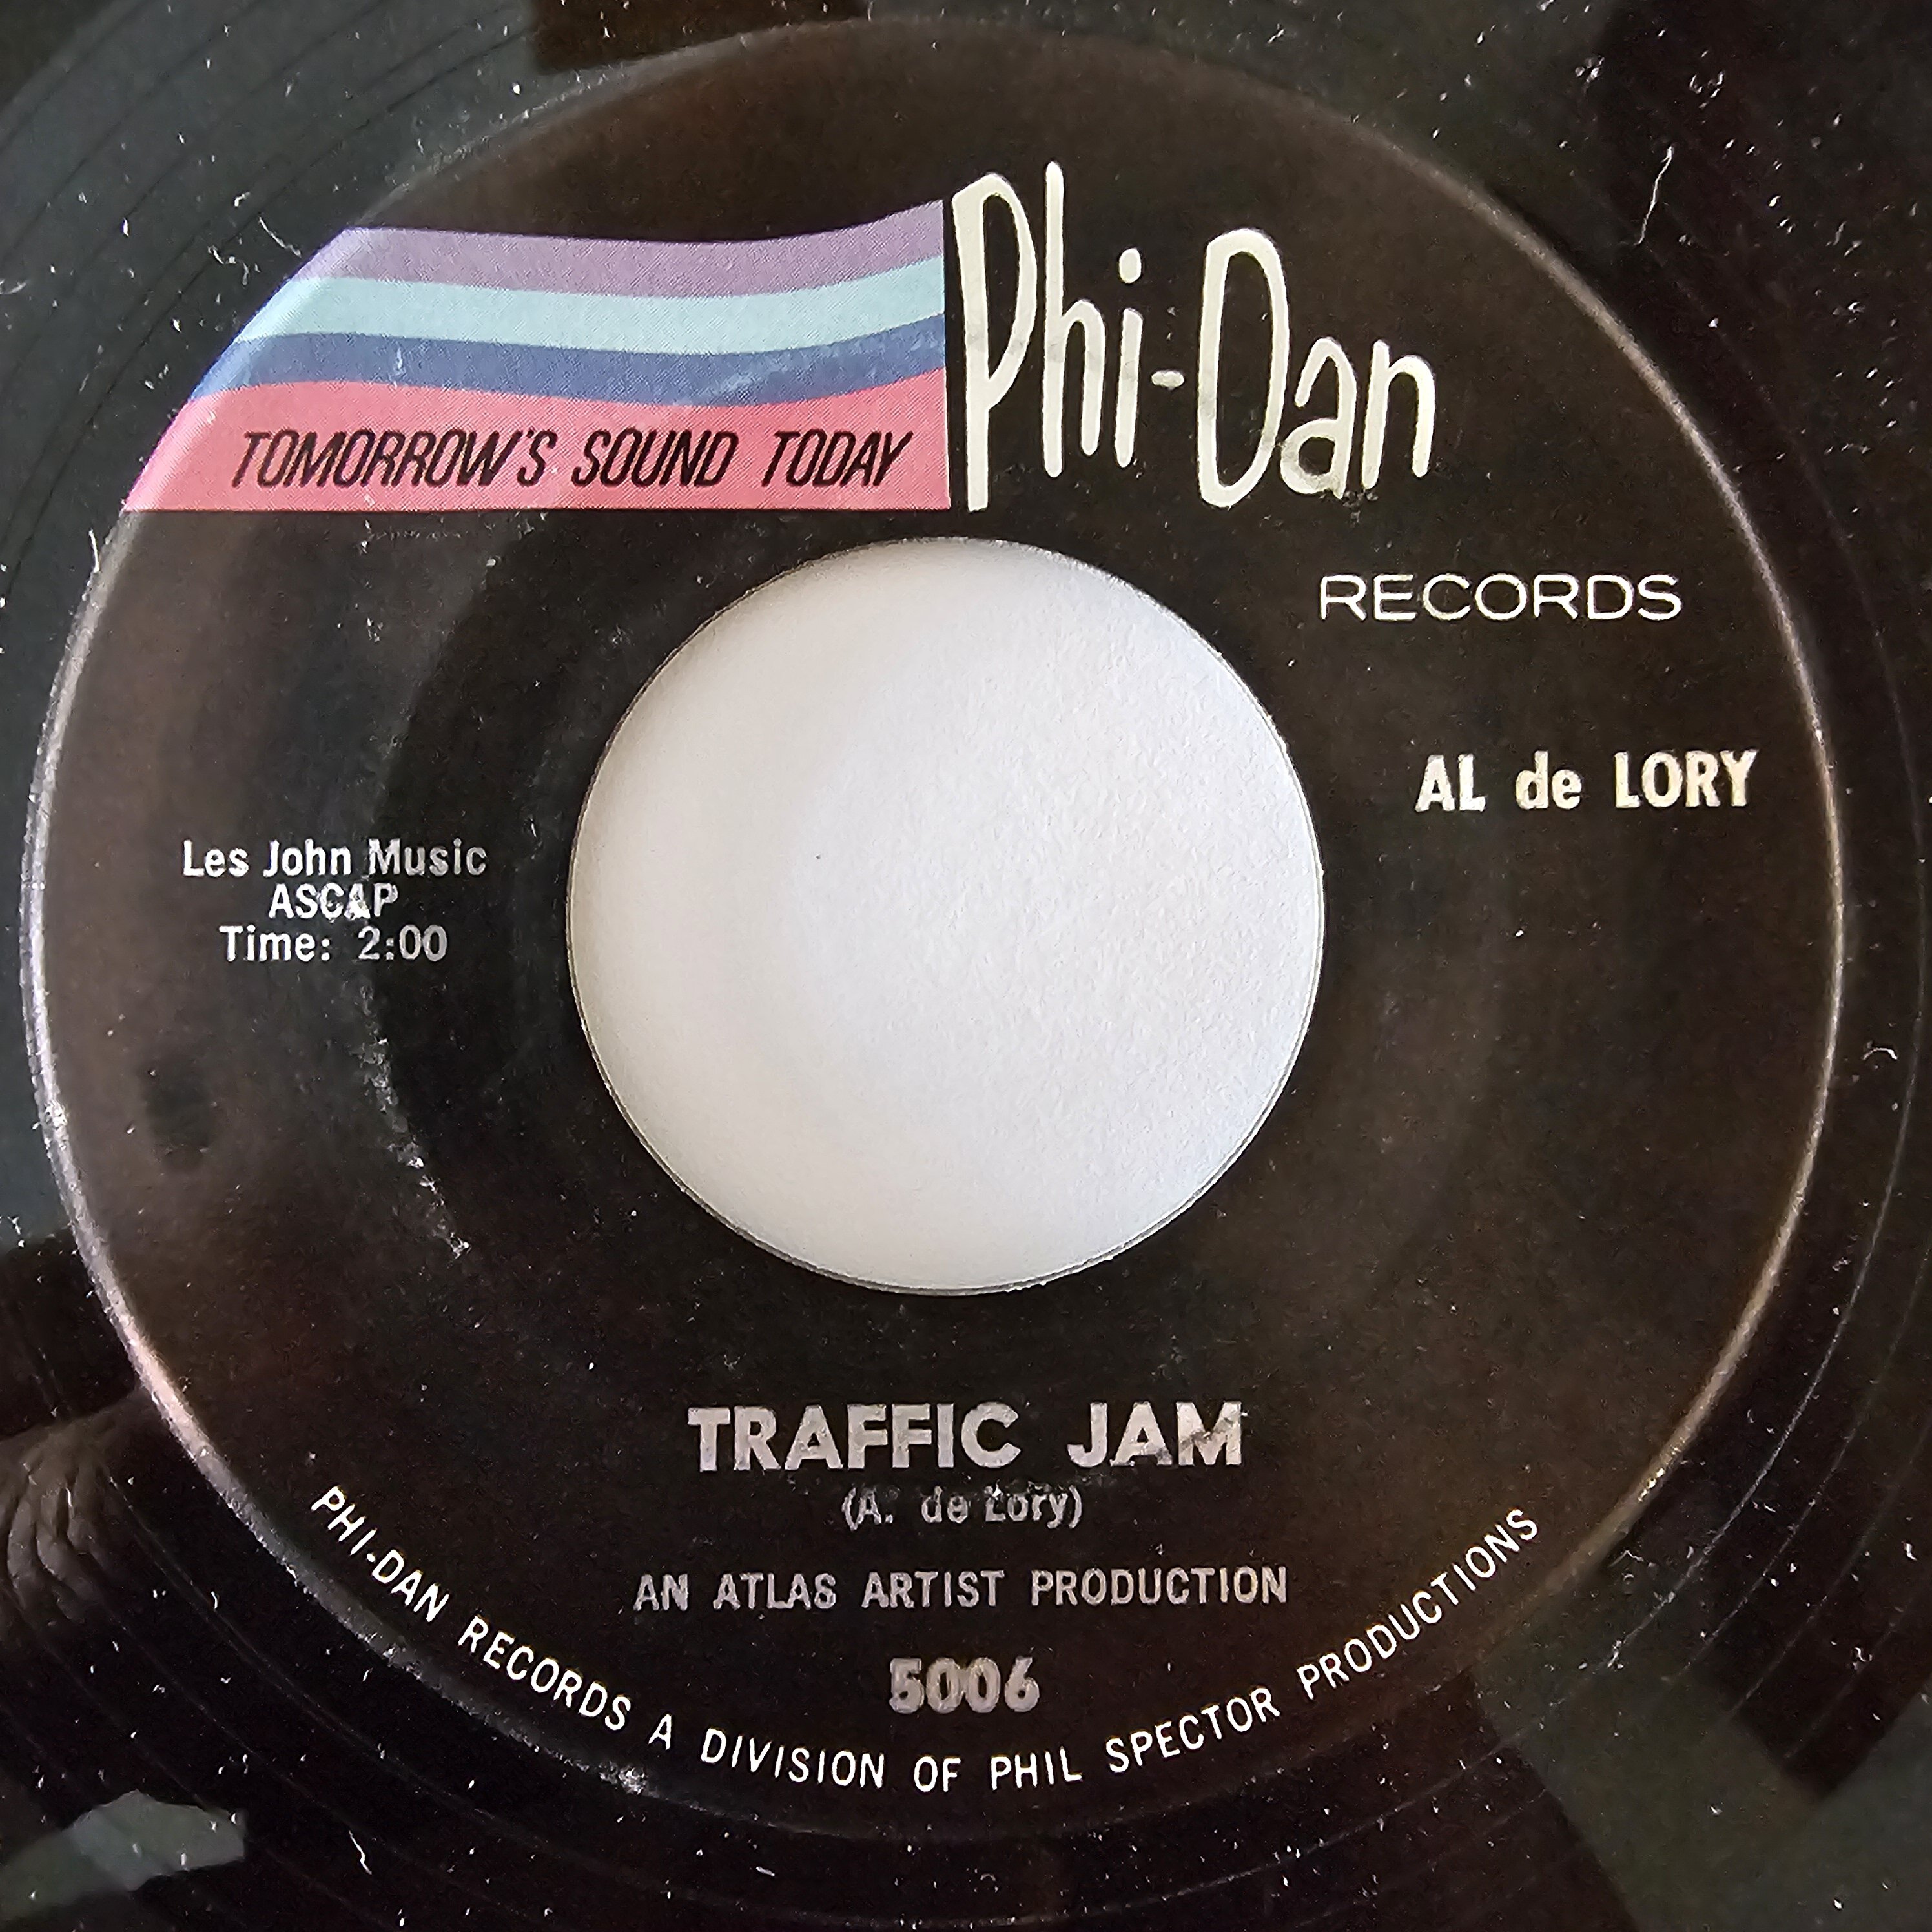 Phi-Dan
TOMORROW'S SOUND TODAY
RECORDS
AL de LORY
Les John Music
ASCAP
Time: 2:00
TRAFFIC JAM
(A. de Lory)
AN ATLAS ARTIST PRODUCTION
5006
PHI-DAN RECORDS A DIVISION OF PHIL SPECTOR PRODUCTIONS